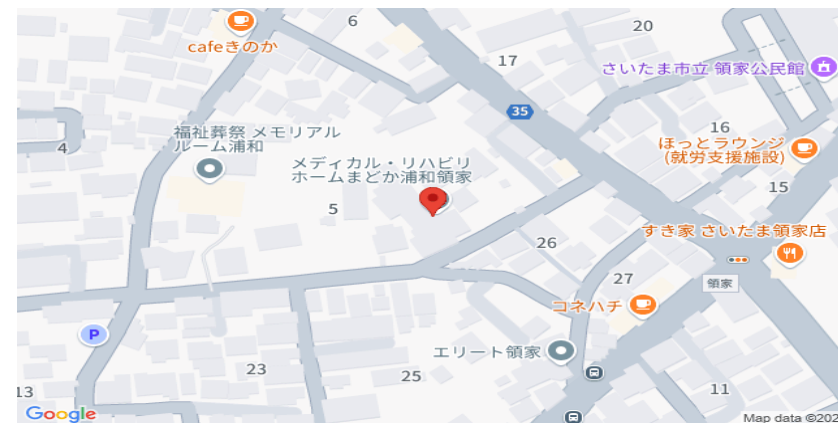 6
20
cafeきのか
17
さいたま市立 領家公民館
35
16
4
福祉葬祭 メモリアル
ルーム浦和
ほっとラウンジ
(就労支援施設)
メディカル・リハビリ
ホームまどか浦和領家
15
5
すき家 さいたま領家店
26
27
領家
コネハチ
P
エリート領家
23
25
13
11
Google
Map data ©202